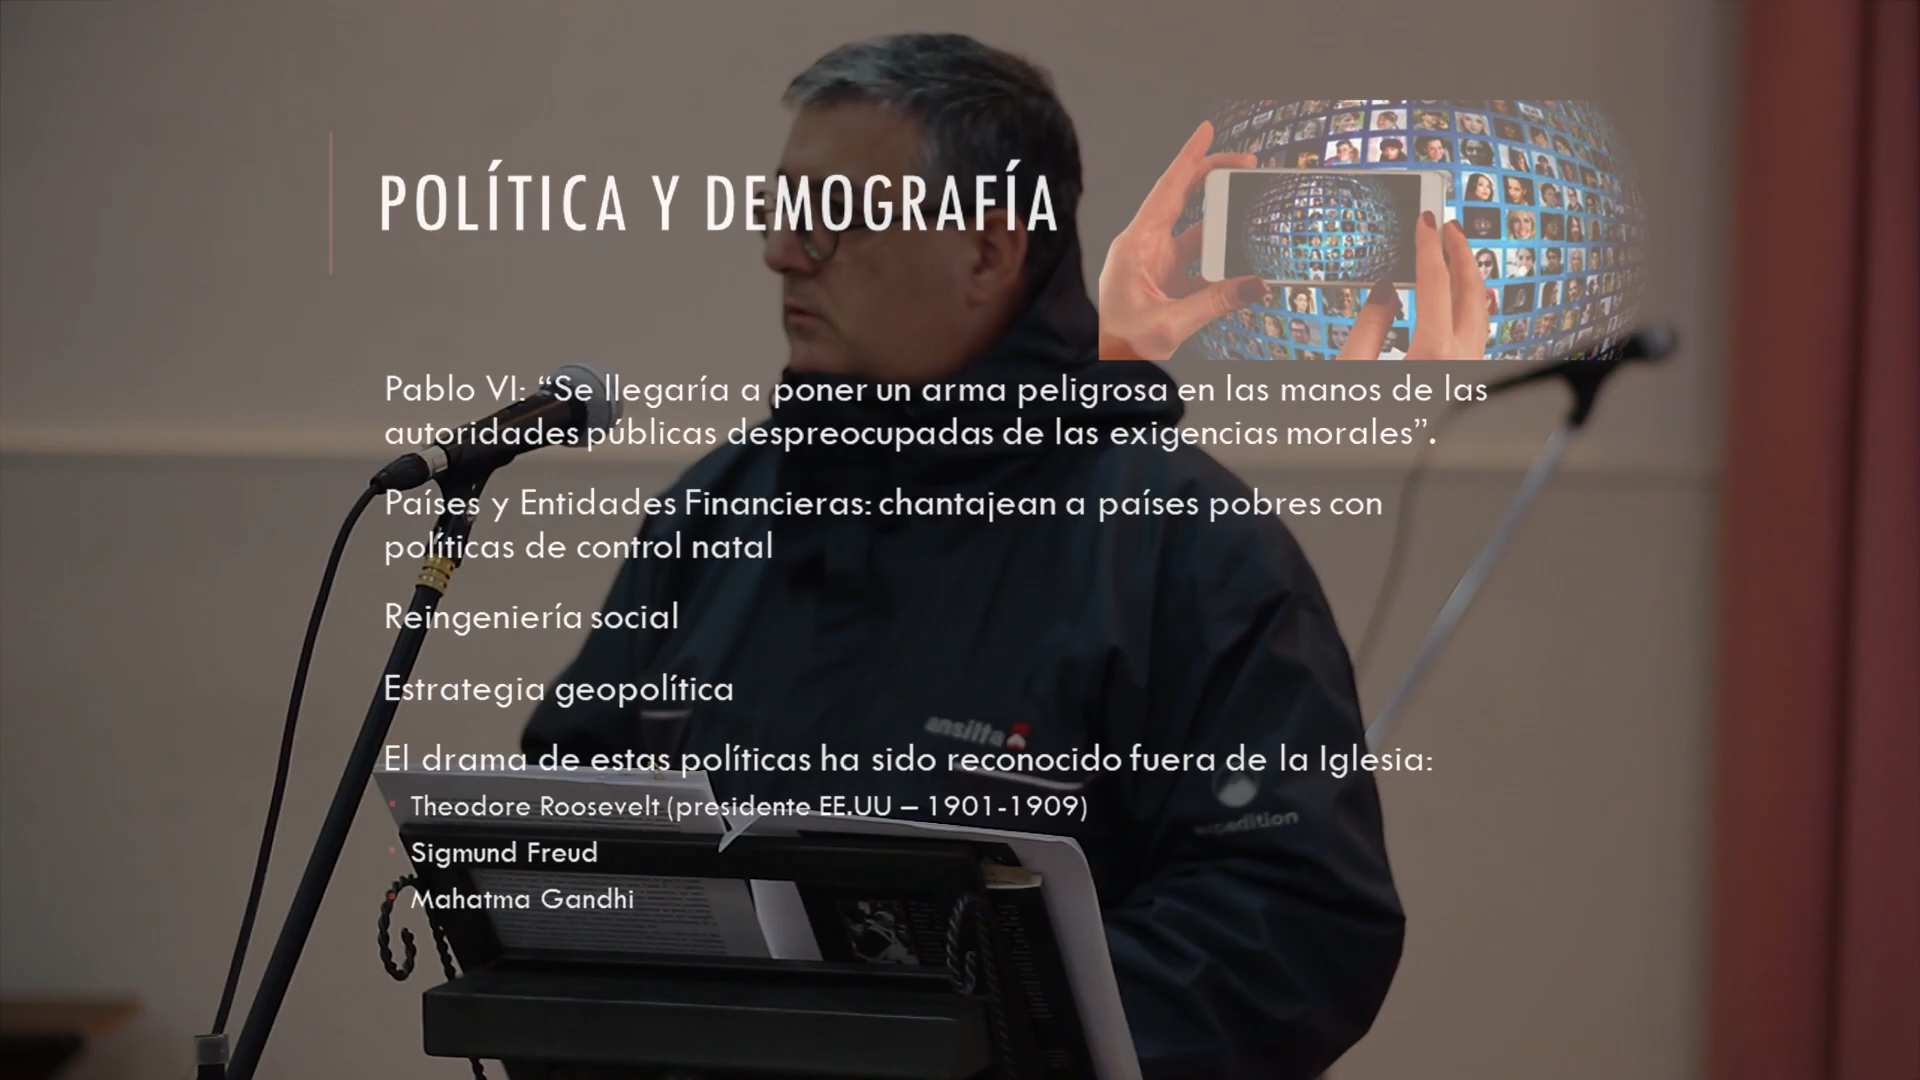 POLÍTICA Y DEMOGRAFÍA
Pablo VI: “Se llegaría a poner un arma peligrosa en las manos de las
autoridades públicas despreocupadas de las exigencias morales”.
Países y Entidades Financieras: chantajean a países pobres con
políticas de control natal
Reingeniería social
Estrategia geopolítica
ansilta
El drama de estas políticas ha sido reconocido fuera de la Iglesia:
Theodore Roosevelt (presidente EE.UU – 1901-1909)
Sigmund Freud
Mahatma Gandhi